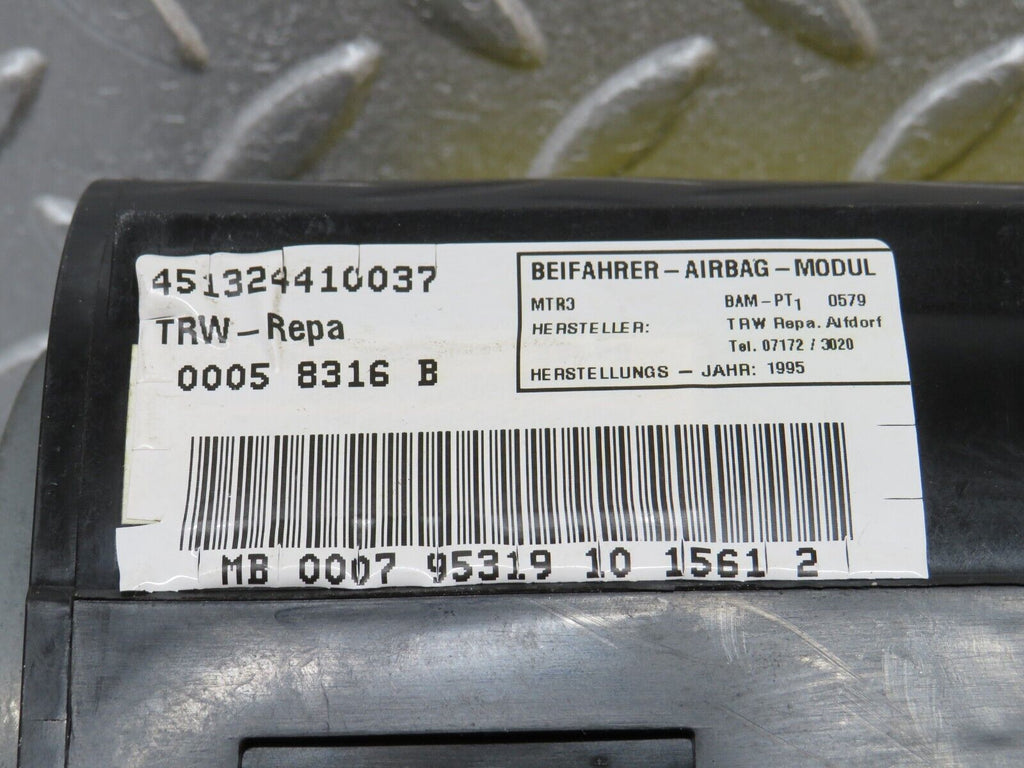 451324410037
TRW-Repa
0005 8316 B
BEIFAHRER-AIRBAG-MODUL
MTR3 BAM-PT1 0579
HERSTELLER: TRW Repa. Alfdorf
Tel. 07172 / 3020
HERSTELLUNGS - JAHR: 1995
MB 0007 95319 10 1561 2